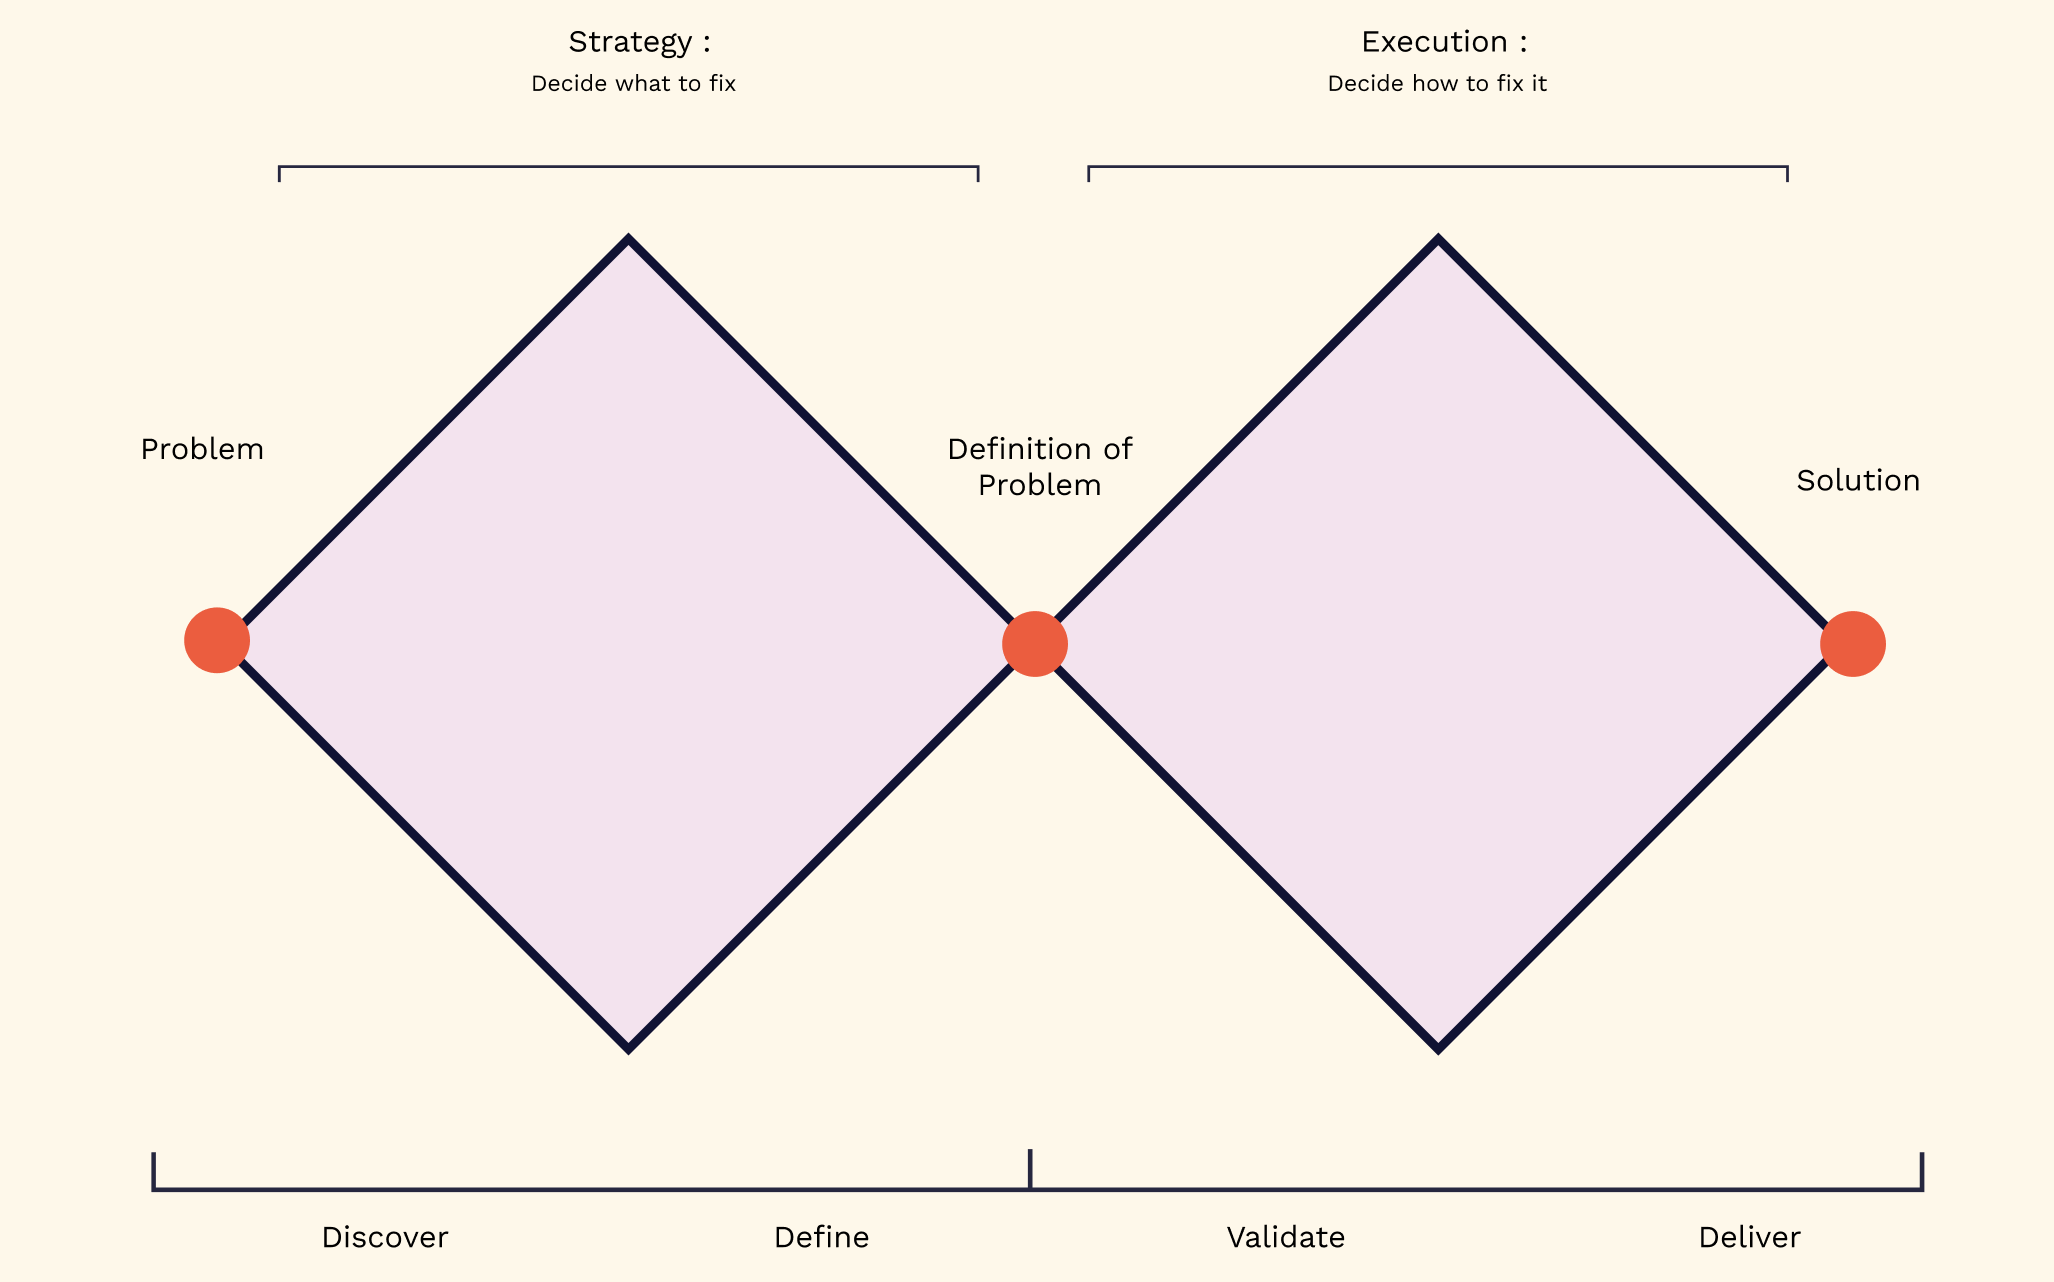 Strategy :
Decide what to fix
Execution :
Decide how to fix it
Problem
Definition of
Problem
Solution
Discover
Define
Validate
Deliver